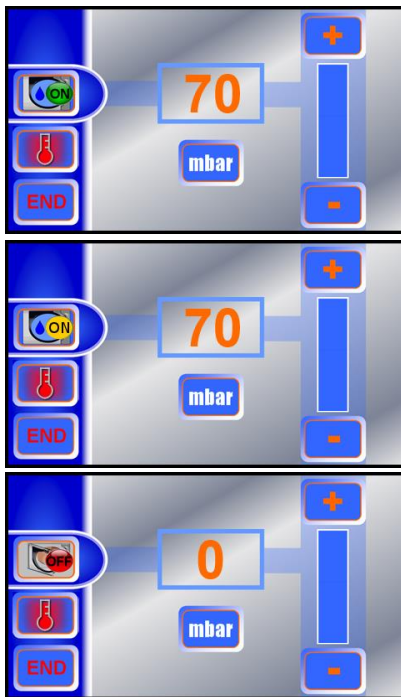 +
ON
70
mbar
END
-
+
ON
70
mbar
END
-
+
OFF
0
mbar
END
-